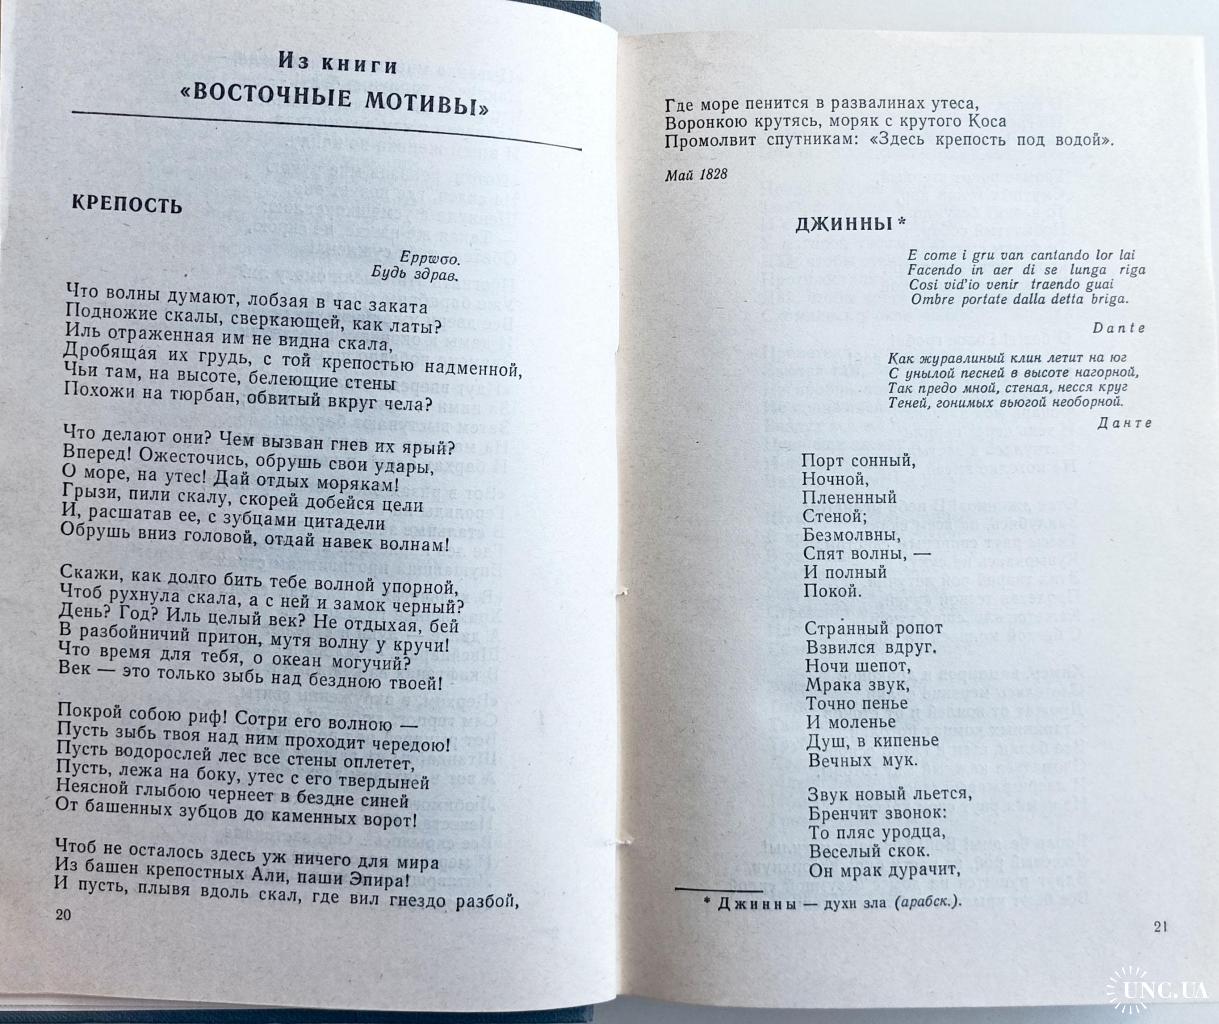 Из книги
«ВОСТОЧНЫЕ МОТИВЫ»
КРЕПОСТЬ
Ερρωσο.
Будь здрав.
Что волны думают, лобзая в час заката
Подножие скалы, сверкающей, как латы?
Иль отраженная им не видна скала,
Дробящая их грудь, с той крепостью надменной,
Чьи там, на высоте, белеющие стены
Похожи на тюрбан, обвитый вкруг чела?
Что делают они? Чем вызван гнев их ярый?
Вперед! Ожесточись, обрушь свои удары,
О море, на утес! Дай отдых морякам!
Грызи, пили скалу, скорей добейся цели
И, расшатав ее, с зубцами цитадели
Обрушь вниз головой, отдай навек волнам!
Скажи, как долго бить тебе волной упорной,
Чтоб рухнула скала, а с ней и замок черный?
День? Год? Иль целый век? Не отдыхая, бей
В разбойничий притон, мутя волну у кручи!
Что время для тебя, о океан могучий?
Век — это только зыбь над бездною твоей!
Покрой собою риф! Сотри его волною —
Пусть зыбь твоя над ним проходит чередою!
Пусть водорослей лес все стены оплетет,
Пусть, лежа на боку, утес с его твердыней
Неясной глыбою чернеет в бездне синей
От башенных зубцов до каменных ворот!
Чтоб не осталось здесь уж ничего для мира
Из башен крепостных Али, паши Эпира!
И пусть, плывя вдоль скал, где вил гнездо разбой,
20
Где море пенится в развалинах утеса,
Воронкою крутясь, моряк с крутого Коса
Промолвит спутникам: «Здесь крепость под водой».
Май 1828
ДЖИННЫ*
E come i gru van cantando lor lai
Facendo in aer di se lunga riga
Cosi vid'io venir traendo guai
Ombre portate dalla detta briga.
Dante
Как журавлиный клин летит на юг
С унылой песней в высоте нагорной,
Так предо мной, стеная, несся круг
Теней, гонимых вьюгой необорной.
Данте
Порт сонный,
Ночной,
Плененный
Стеной;
Безмолвны,
Спят волны, —
И полный
Покой.
Странный ропот
Взвился вдруг.
Ночи шепот,
Мрака звук,
Точно пенье
И моленье
Душ, в кипенье
Вечных мук.
Звук новый льется,
Бренчит звонок:
То пляс уродца,
Веселый скок.
Он мрак дурачит,
* Джинны — духи зла (арабск.).
21
UNC.UA